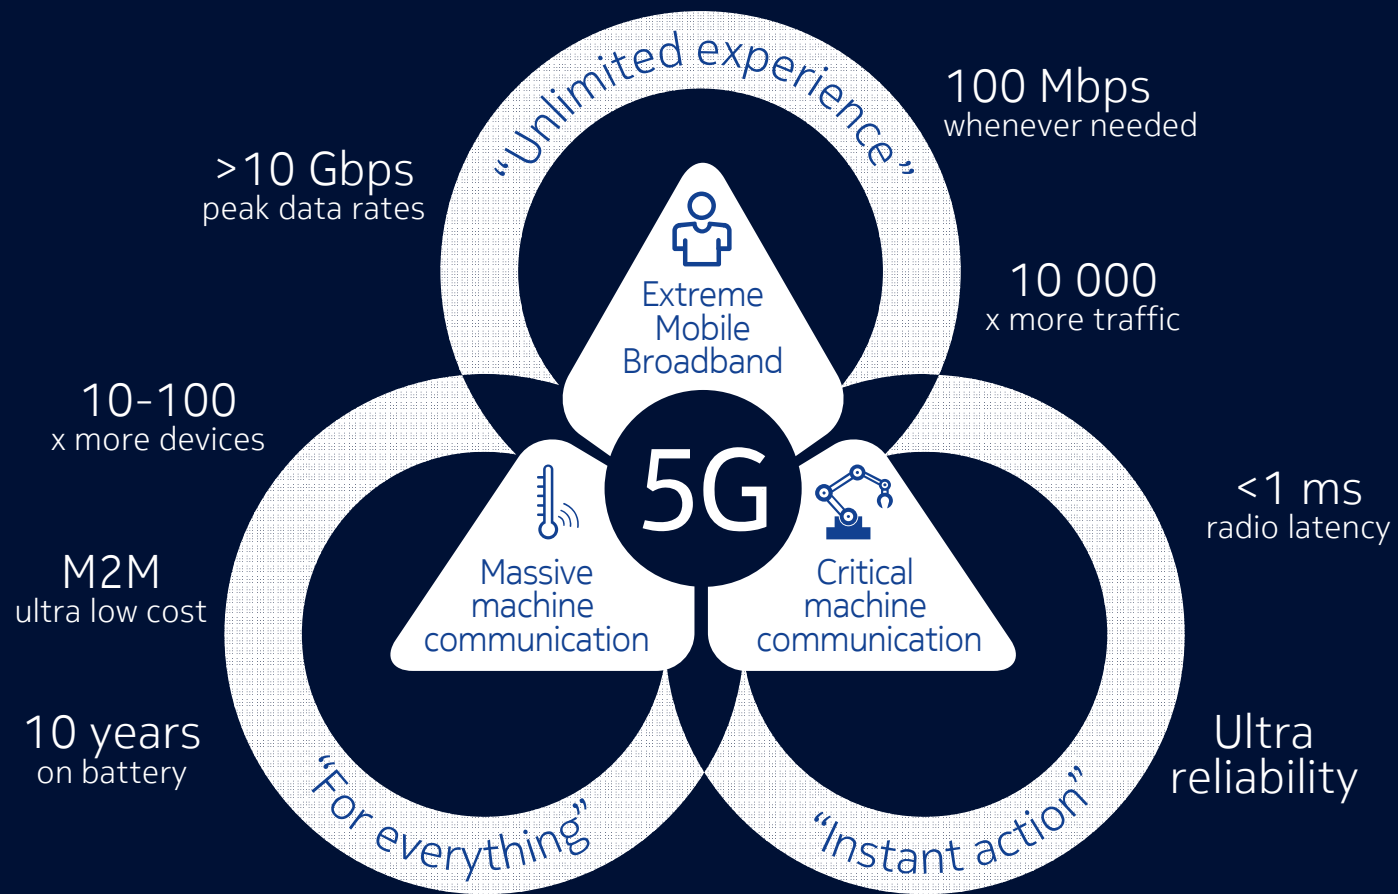 “Unlimited experience”
100 Mbps
whenever needed
>10 Gbps
peak data rates
10 000
x more traffic
Extreme
Mobile
Broadband
10-100
x more devices
5G
<1 ms
radio latency
M2M
ultra low cost
Massive
machine
communication
Critical
machine
communication
10 years
on battery
Ultra
reliability
“For everything”
“Instant action”